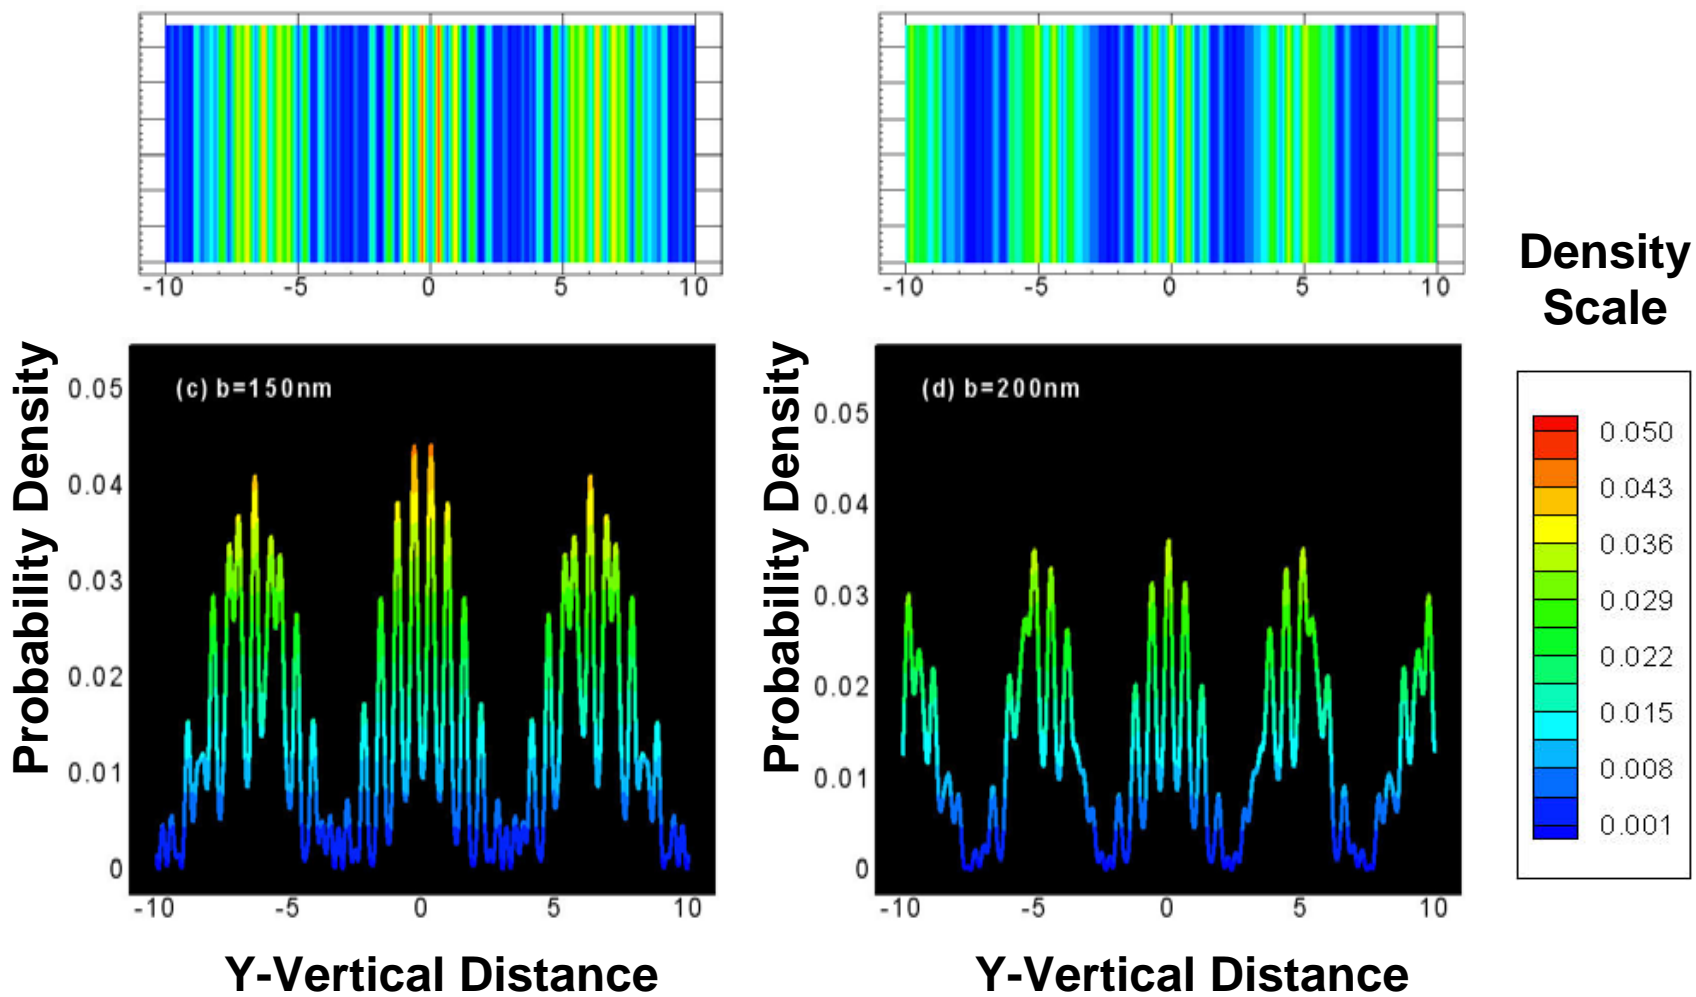 -10 -5 0 5 10
-10 -5 0 5 10
Density
Scale
Probability Density
0.05
0.04
0.03
0.02
0.01
0
(c) b=150nm
-10 -5 0 5 10
Y-Vertical Distance
Probability Density
0.05
0.04
0.03
0.02
0.01
0
(d) b=200nm
-10 -5 0 5 10
Y-Vertical Distance
0.050
0.043
0.036
0.029
0.022
0.015
0.008
0.001